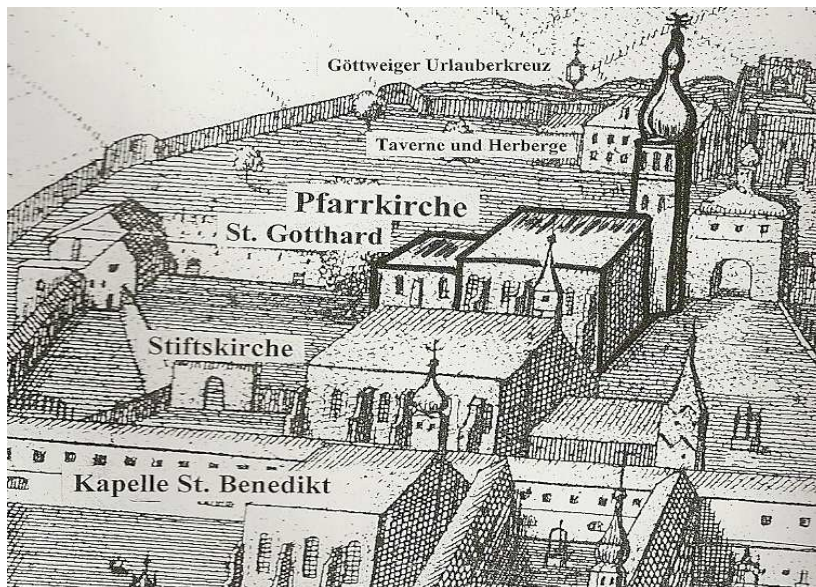 Göttweiger Urlauberkreuz
Taverne und Herberge
Pfarrkirche
St. Gotthard
Stiftskirche
Kapelle St. Benedikt